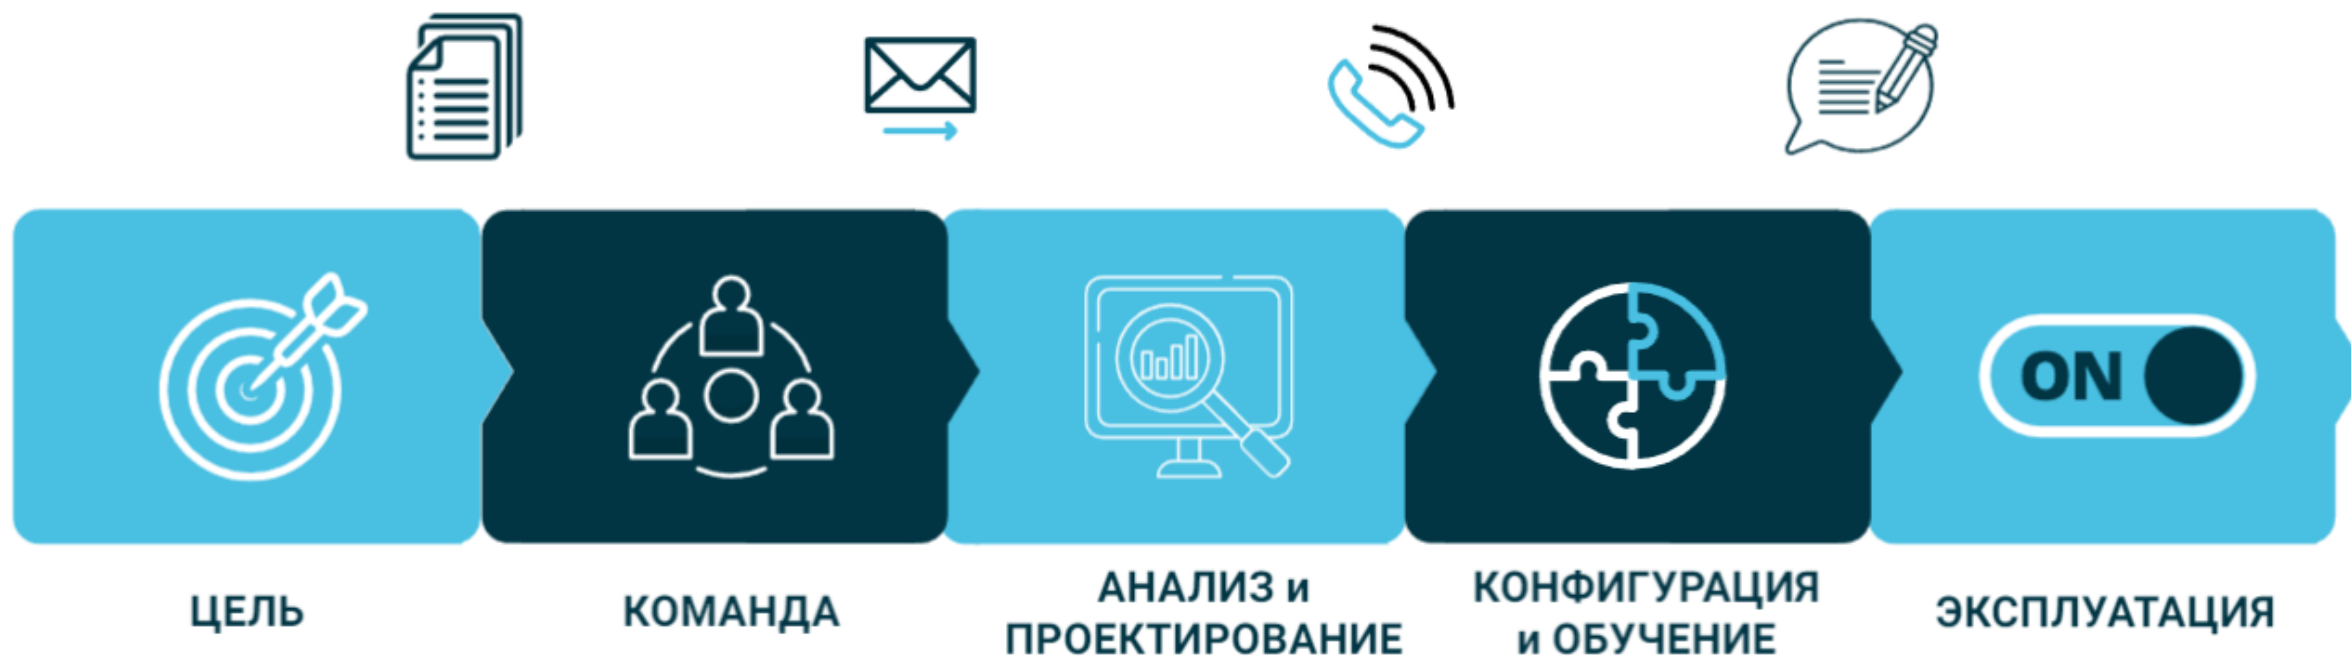 ON
ЦЕЛЬ
КОМАНДА
АНАЛИЗ и
ПРОЕКТИРОВАНИЕ
КОНФИГУРАЦИЯ
и ОБУЧЕНИЕ
ЭКСПЛУАТАЦИЯ